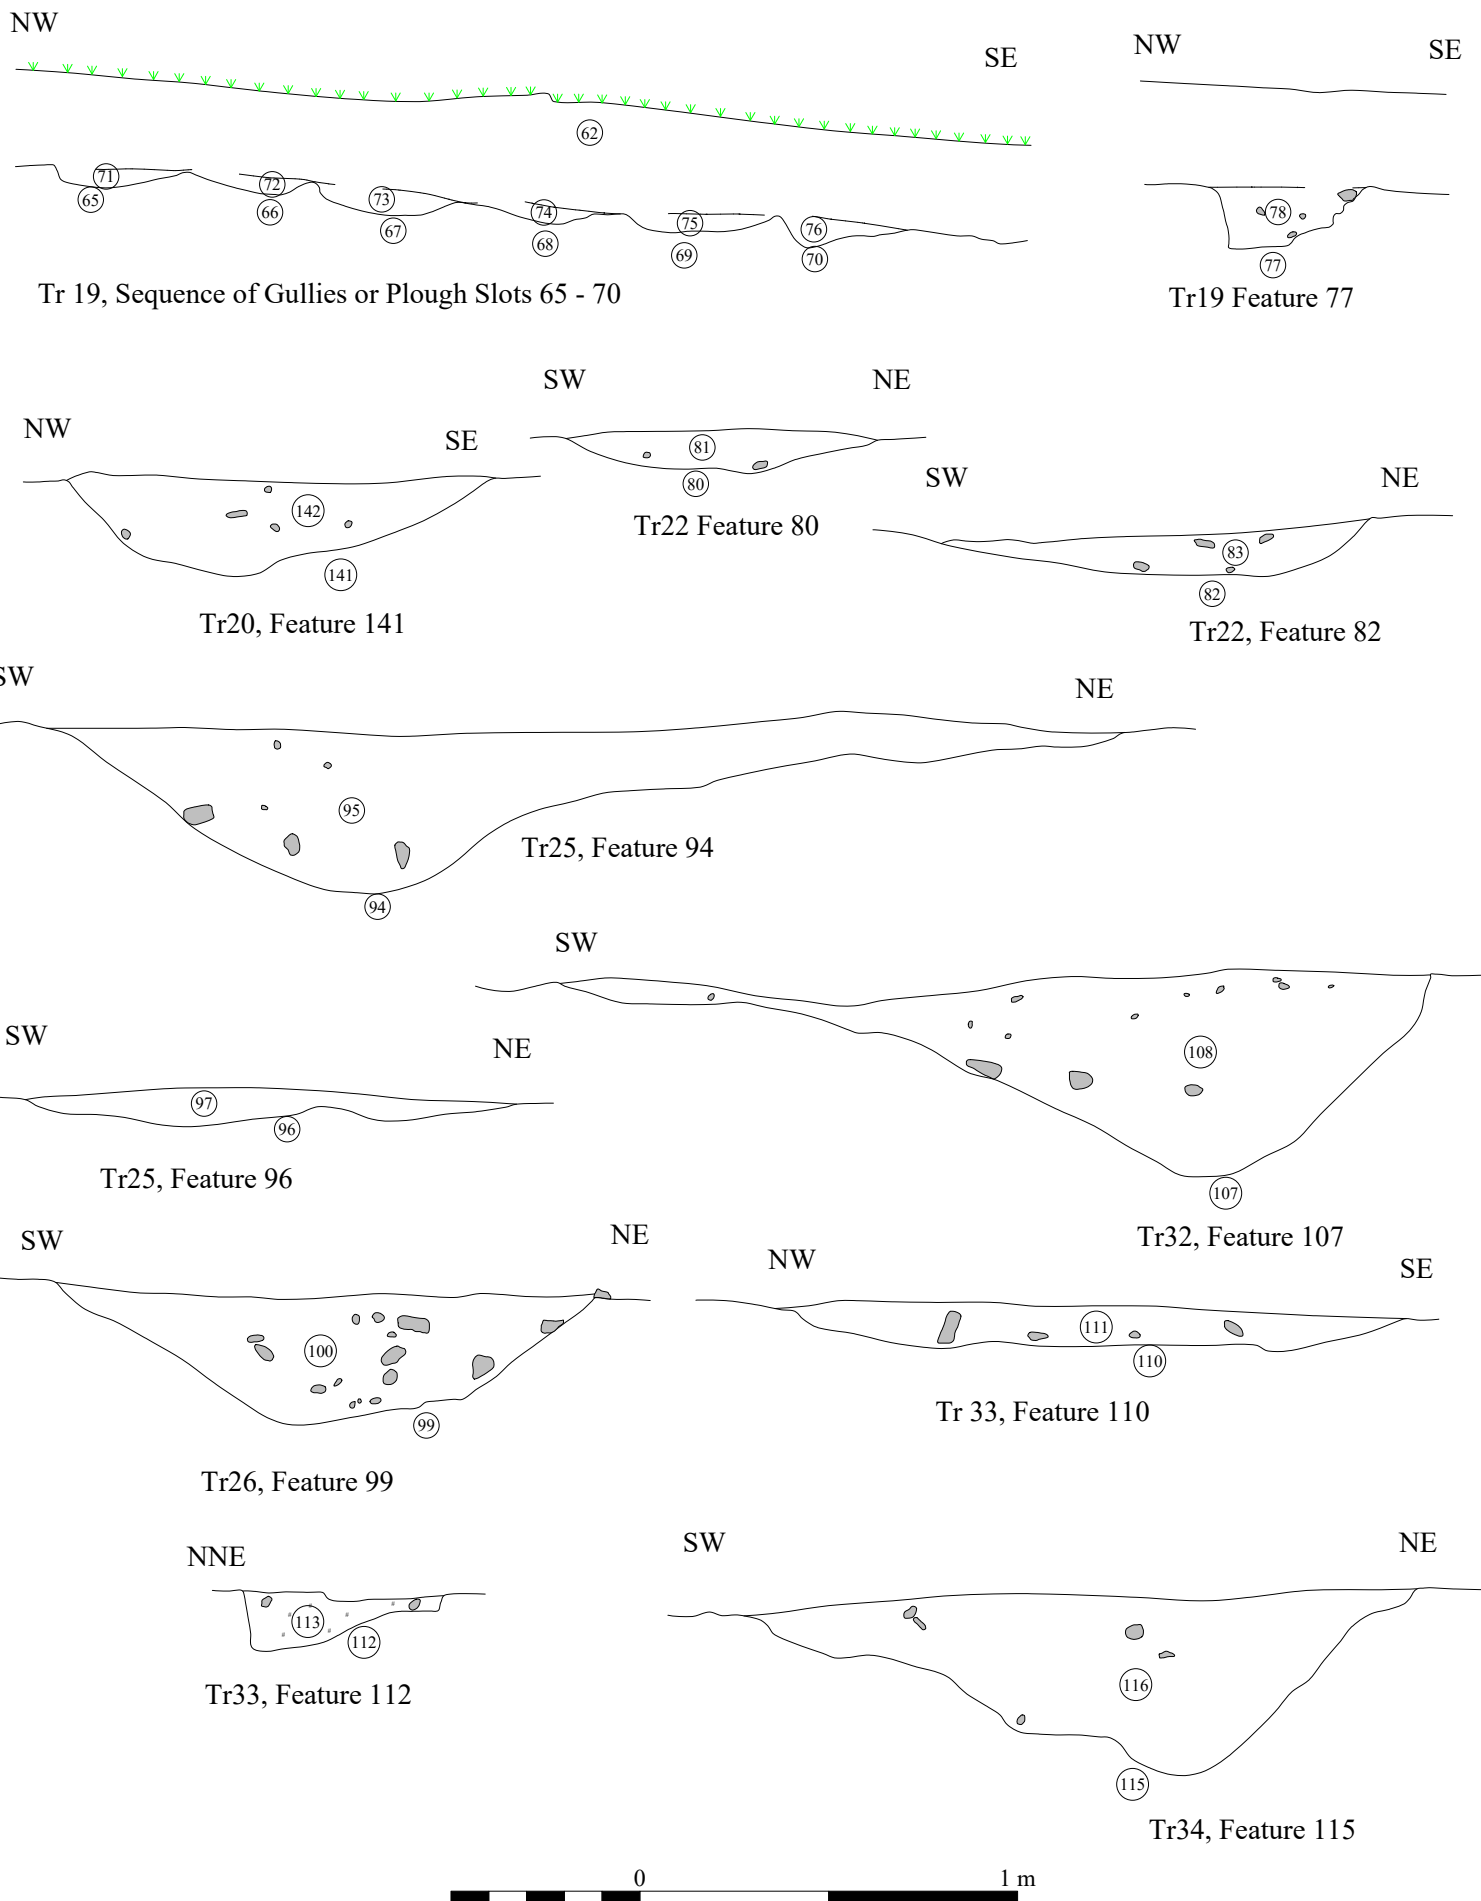 NW
SE
62
71
65
72
66
73
67
74
68
75
69
76
70
Tr 19, Sequence of Gullies or Plough Slots 65 - 70
NW
SE
78
77
Tr19 Feature 77
SW
NE
81
80
Tr22 Feature 80
NW
SE
142
141
Tr20, Feature 141
SW
NE
83
82
Tr22, Feature 82
SW
NE
95
94
Tr25, Feature 94
SW
108
107
Tr32, Feature 107
SW
NE
97
96
Tr25, Feature 96
SW
NE
100
99
Tr26, Feature 99
NW
SE
111
110
Tr 33, Feature 110
NNE
113
112
Tr33, Feature 112
SW
NE
116
115
Tr34, Feature 115
0
1 m